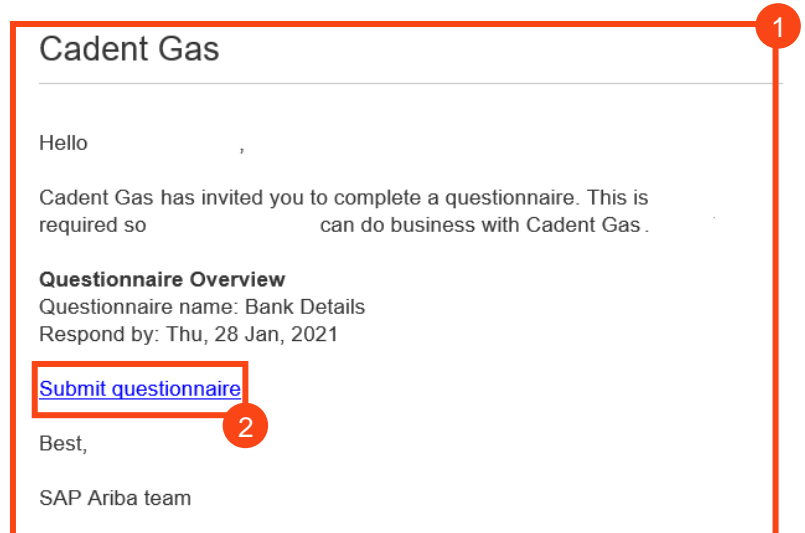 1
Cadent Gas
Hello ,
Cadent Gas has invited you to complete a questionnaire. This is
required so can do business with Cadent Gas.
Questionnaire Overview
Questionnaire name: Bank Details
Respond by: Thu, 28 Jan, 2021
Submit questionnaire
2
Best,
SAP Ariba team